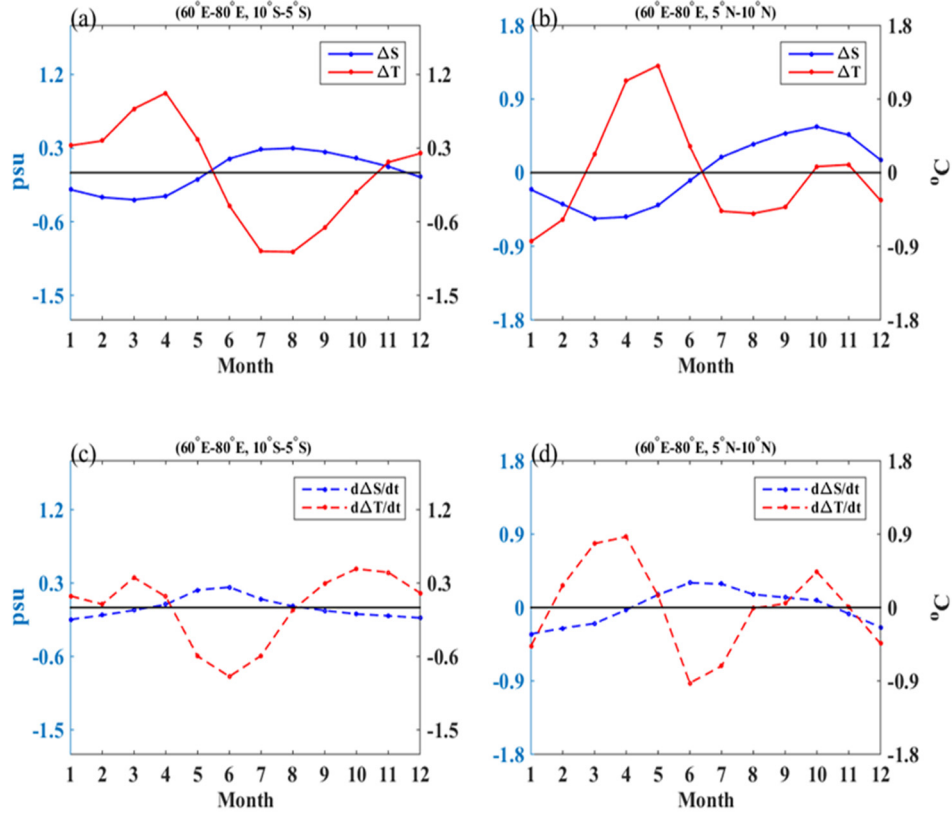 (a) (60°E-80°E, 10°S-5°S)
ΔS
ΔT
1.2 1.2
0.3 0.3
-0.6 -0.6
-1.5 -1.5
psu
1 2 3 4 5 6 7 8 9 10 11 12
Month
(b) (60°E-80°E, 5°N-10°N)
ΔS
ΔT
1.8 1.8
0.9 0.9
0 0
-0.9 -0.9
-1.8 -1.8
°C
1 2 3 4 5 6 7 8 9 10 11 12
Month
(c) (60°E-80°E, 10°S-5°S)
dΔS/dt
dΔT/dt
1.2 1.2
0.3 0.3
-0.6 -0.6
-1.5 -1.5
psu
1 2 3 4 5 6 7 8 9 10 11 12
Month
(d) (60°E-80°E, 5°N-10°N)
dΔS/dt
dΔT/dt
1.8 1.8
0.9 0.9
0 0
-0.9 -0.9
-1.8 -1.8
°C
1 2 3 4 5 6 7 8 9 10 11 12
Month